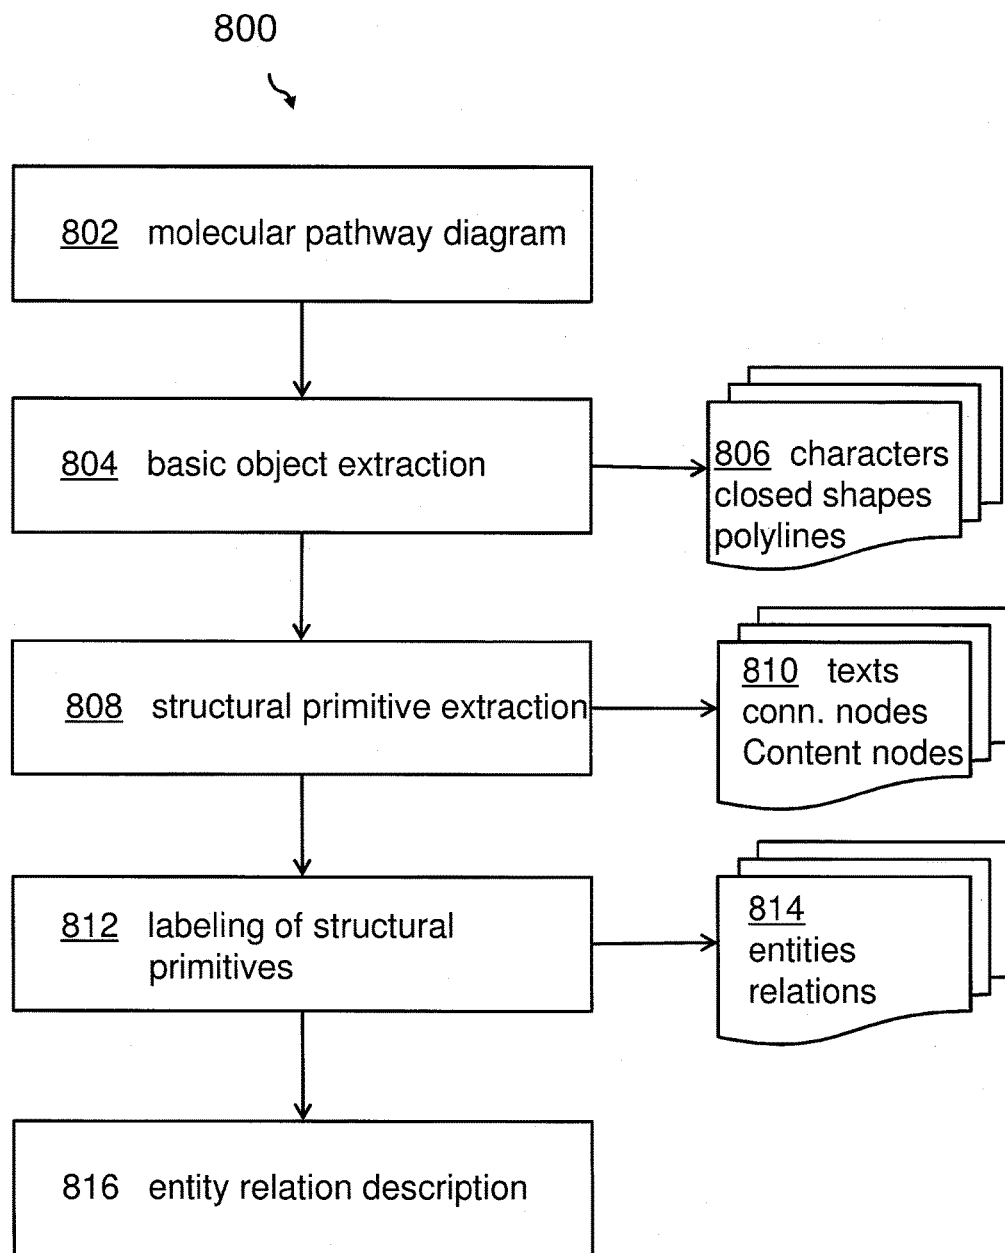 800
802 molecular pathway diagram
804 basic object extraction
806 characters
closed shapes
polylines
808 structural primitive extraction
810 texts
conn. nodes
Content nodes
812 labeling of structural
primitives
814
entities
relations
816 entity relation description